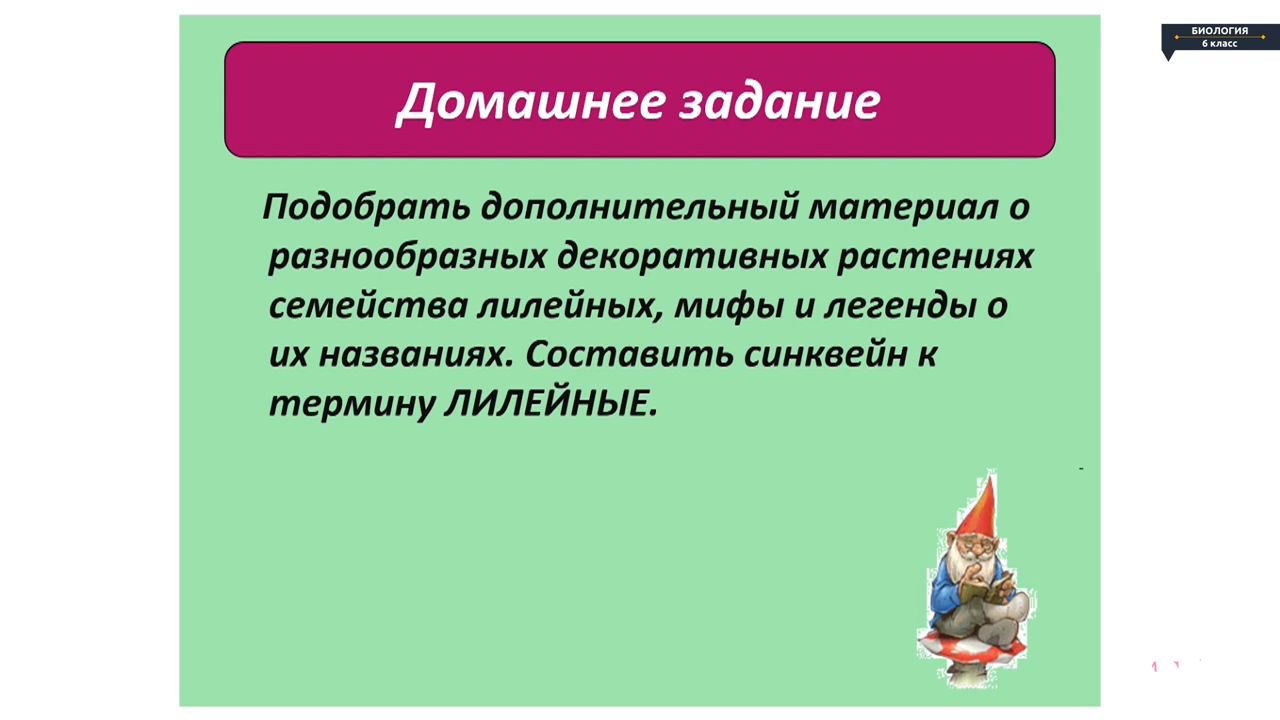 БИОЛОГИЯ
6 класс
Домашнее задание
Подобрать дополнительный материал о
разнообразных декоративных растениях
семейства лилейных, мифы и легенды о
их названиях. Составить синквейн к
термину ЛИЛЕЙНЫЕ.
-